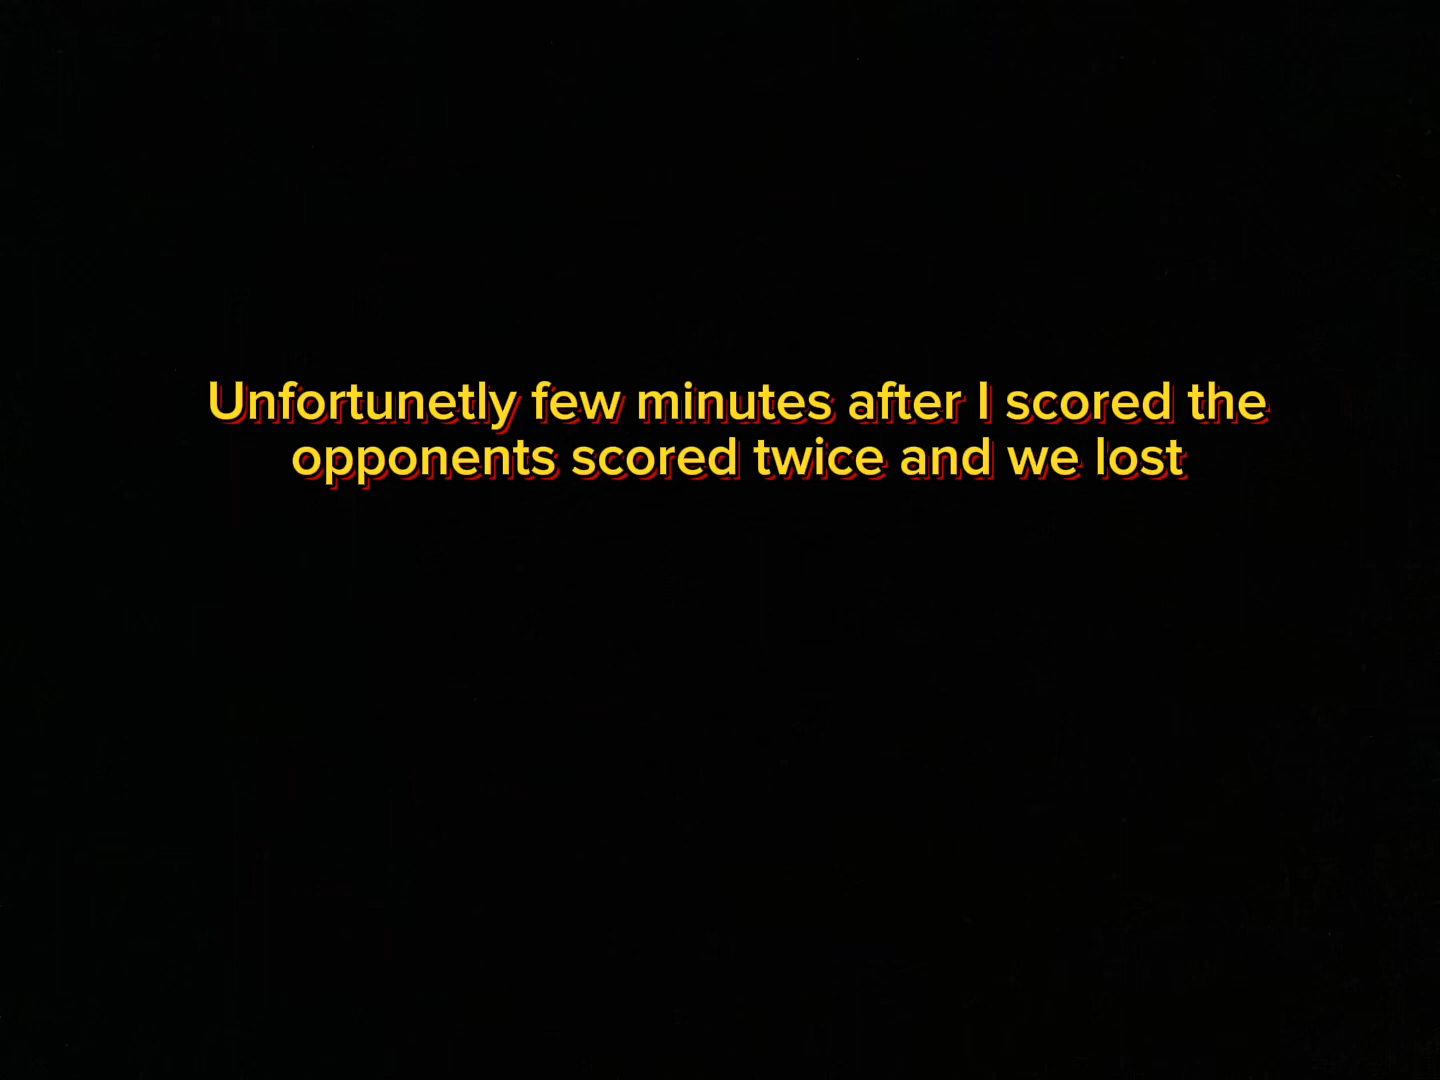 Unfortunetly few minutes after I scored the
opponents scored twice and we lost